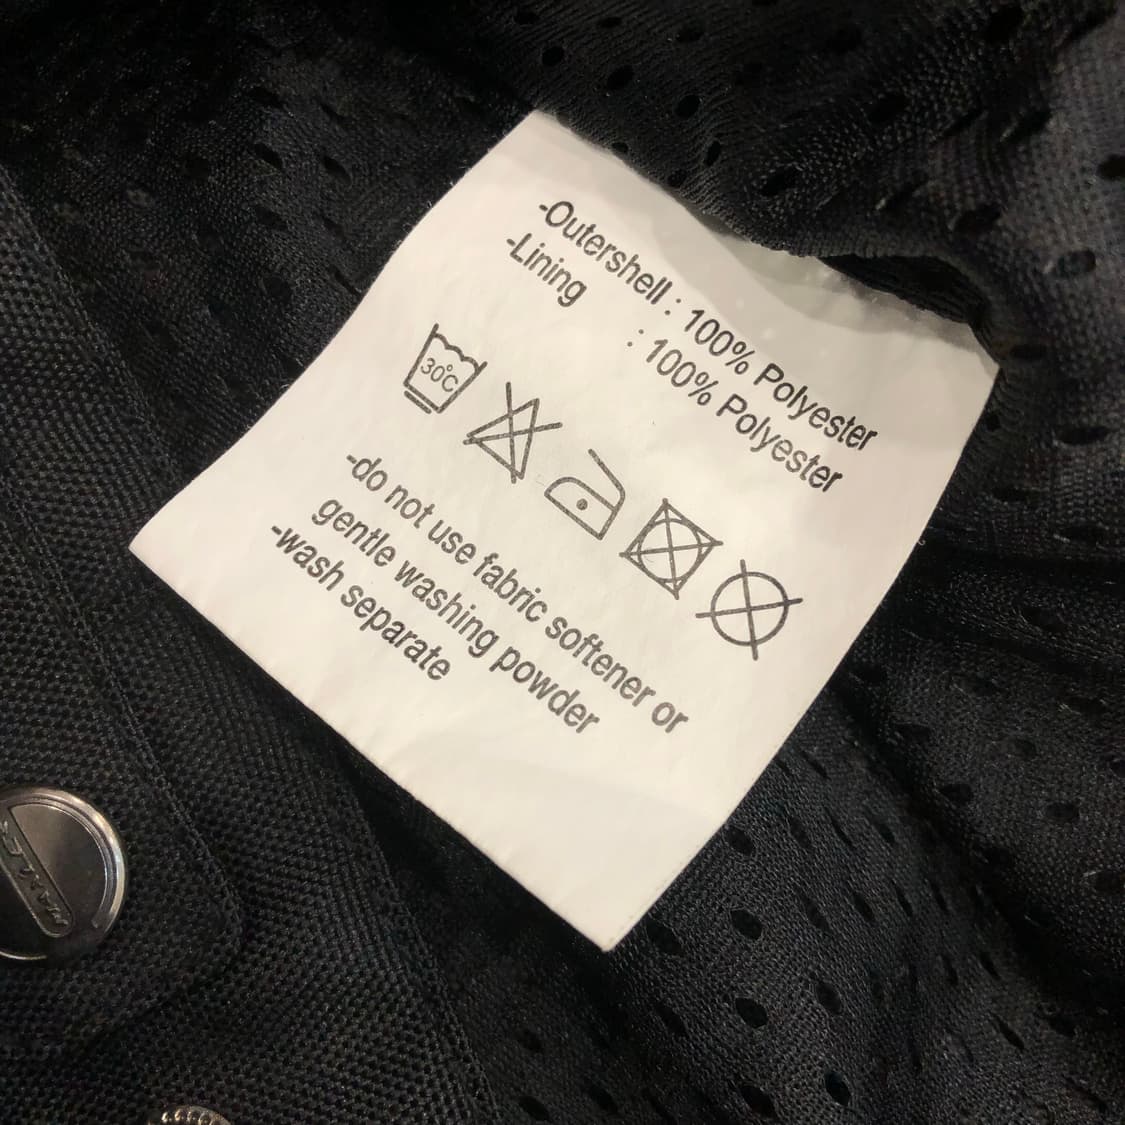 -Outershell : 100% Polyester
-Lining : 100% Polyester
30°C
-do not use fabric softener or
gentle washing powder
-wash separate